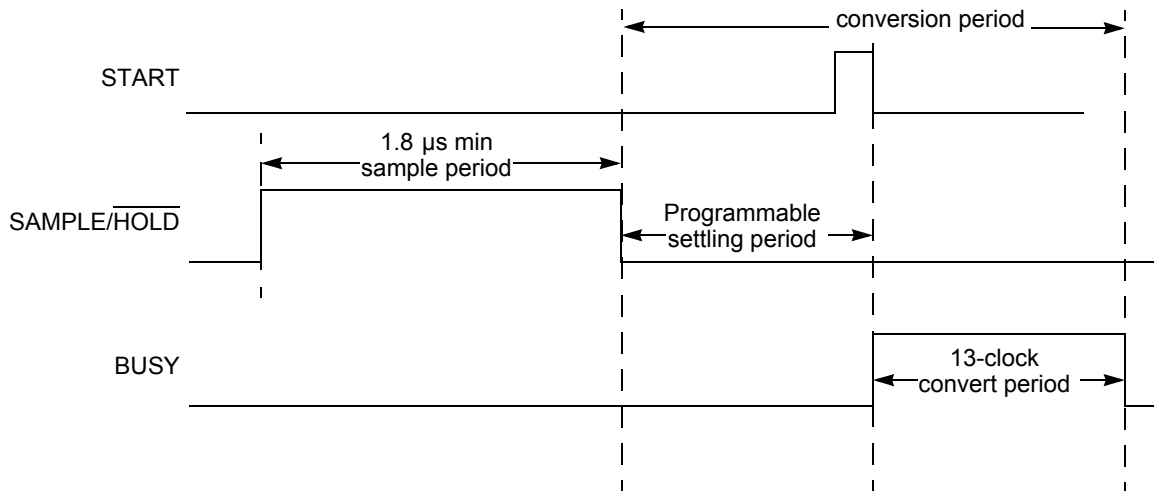 conversion period
START
1.8 µs min
sample period
SAMPLE/HOLD
Programmable
settling period
BUSY
13-clock
convert period